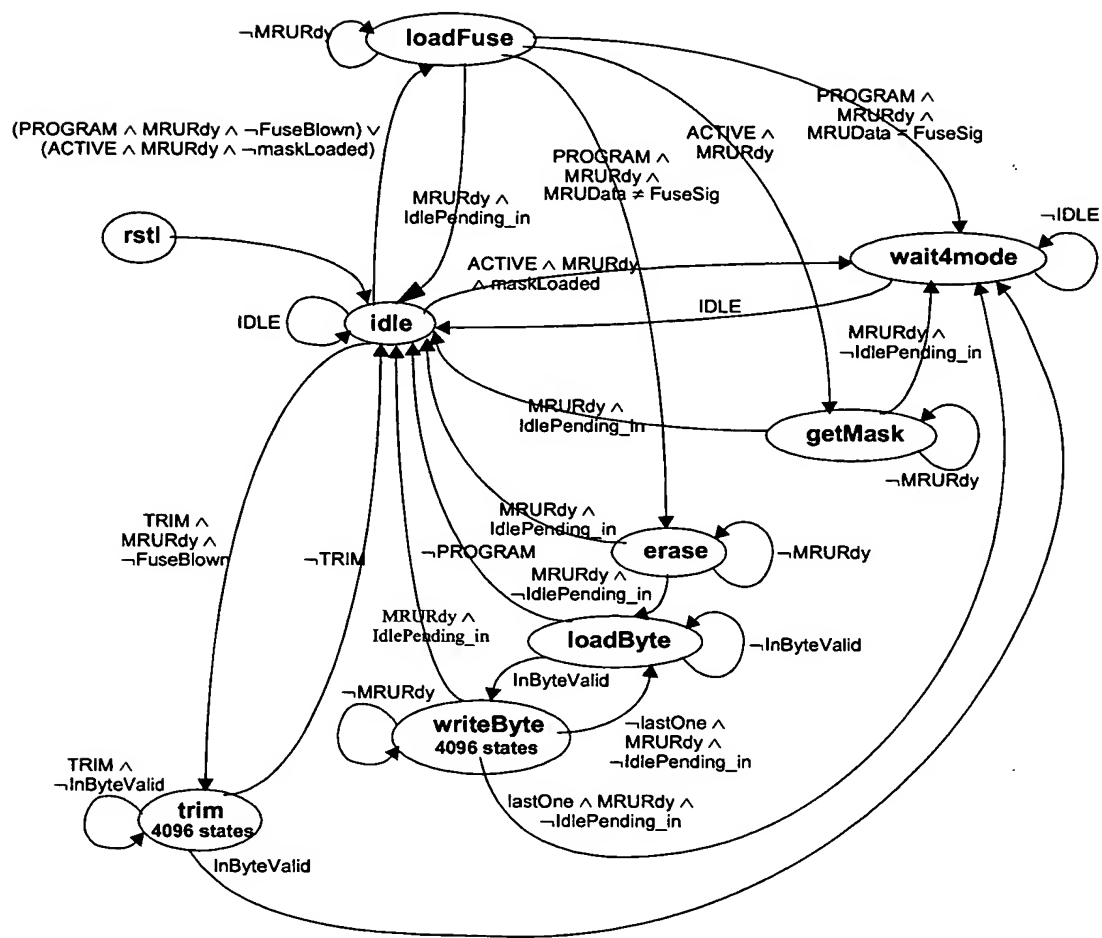 ¬MRURdy
loadFuse
(PROGRAM ∧ MRURdy ∧ ¬FuseBlown) ∨
(ACTIVE ∧ MRURdy ∧ ¬maskLoaded)
MRURdy ∧
IdlePending_in
PROGRAM ∧
MRURdy ∧
MRUData ≠ FuseSig
ACTIVE ∧
MRURdy
PROGRAM ∧
MRURdy ∧
MRUData = FuseSig
rstl
¬IDLE
wait4mode
ACTIVE ∧ MRURdy
∧ maskLoaded
IDLE
idle
IDLE
MRURdy ∧
¬IdlePending_in
MRURdy ∧
IdlePending_in
getMask
¬MRURdy
TRIM ∧
MRURdy ∧
¬FuseBlown
¬TRIM
MRURdy ∧
IdlePending_in
¬PROGRAM
erase
¬MRURdy
MRURdy ∧
¬IdlePending_in
MRURdy ∧
IdlePending_in
loadByte
¬InByteValid
InByteValid
¬MRURdy
writeByte
4096 states
¬lastOne ∧
MRURdy ∧
¬IdlePending_in
TRIM ∧
¬InByteValid
trim
4096 states
lastOne ∧ MRURdy ∧
¬IdlePending_in
InByteValid